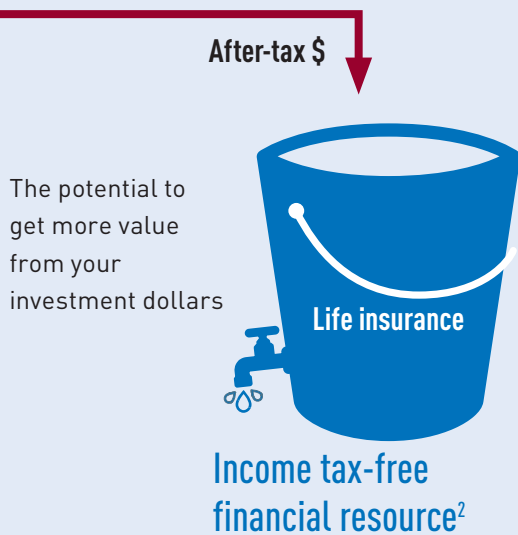 After-tax $
The potential to
get more value
from your
investment dollars
Life insurance
Income tax-free
financial resource²